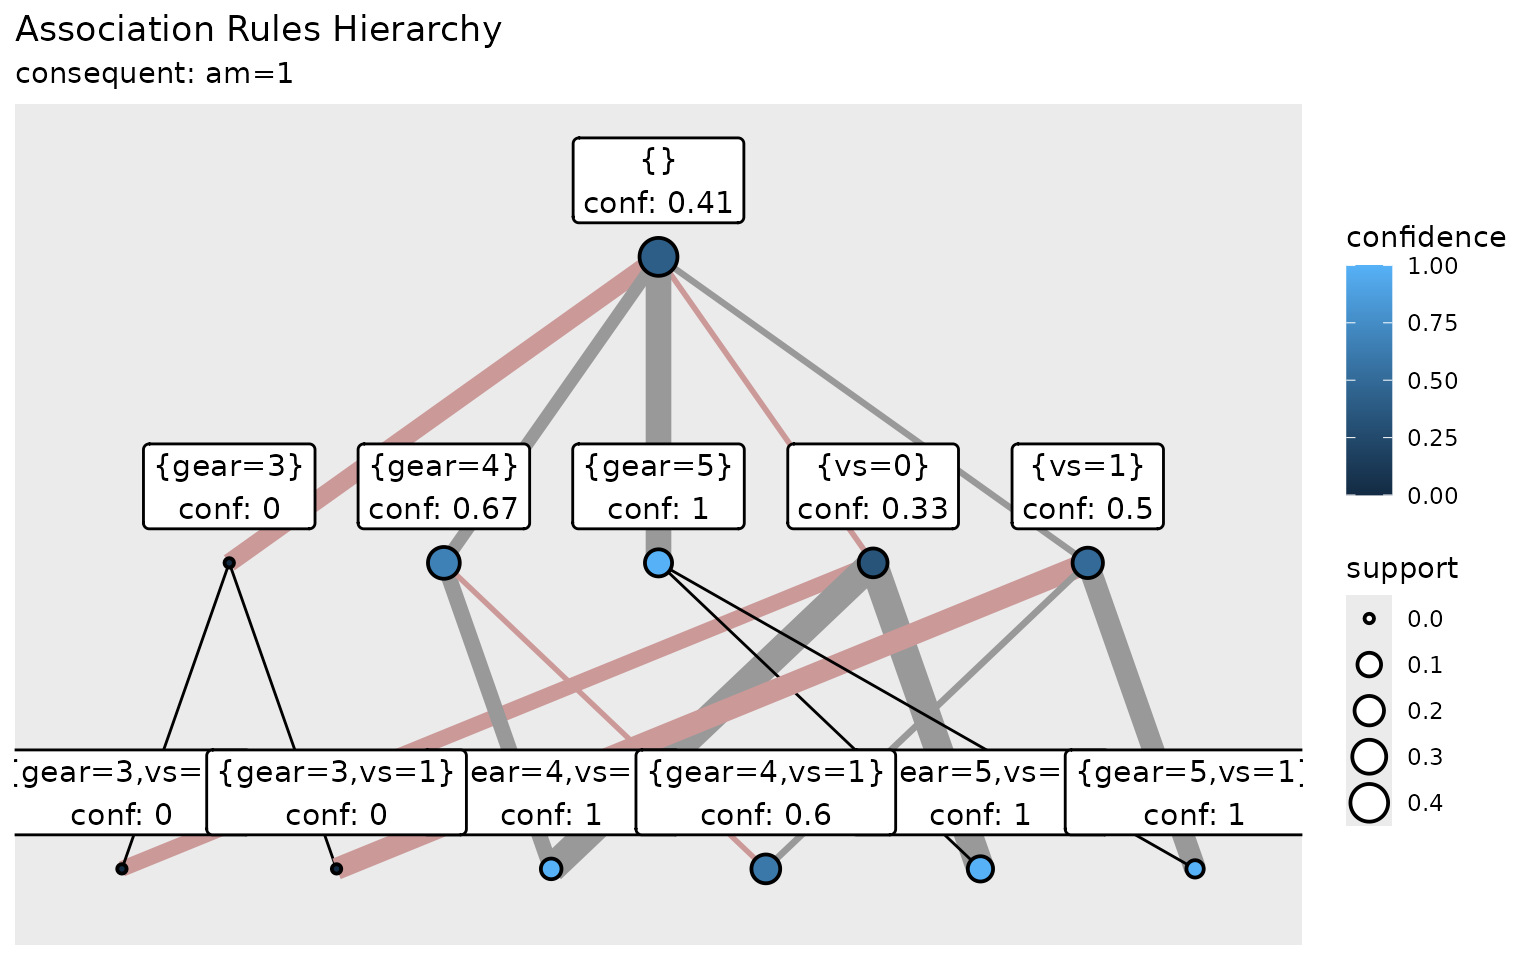 Association Rules Hierarchy
consequent: am=1
{}
conf: 0.41
{gear=3}
conf: 0
{gear=4}
conf: 0.67
{gear=5}
conf: 1
{vs=0}
conf: 0.33
{vs=1}
conf: 0.5
{gear=3,vs=
conf: 0
{gear=3,vs=1}
conf: 0
ear=4,vs=
conf: 1
{gear=4,vs=1}
conf: 0.6
ear=5,vs=
conf: 1
{gear=5,vs=1}
conf: 1
confidence
1.00
0.75
0.50
0.25
0.00
support
0.0
0.1
0.2
0.3
0.4